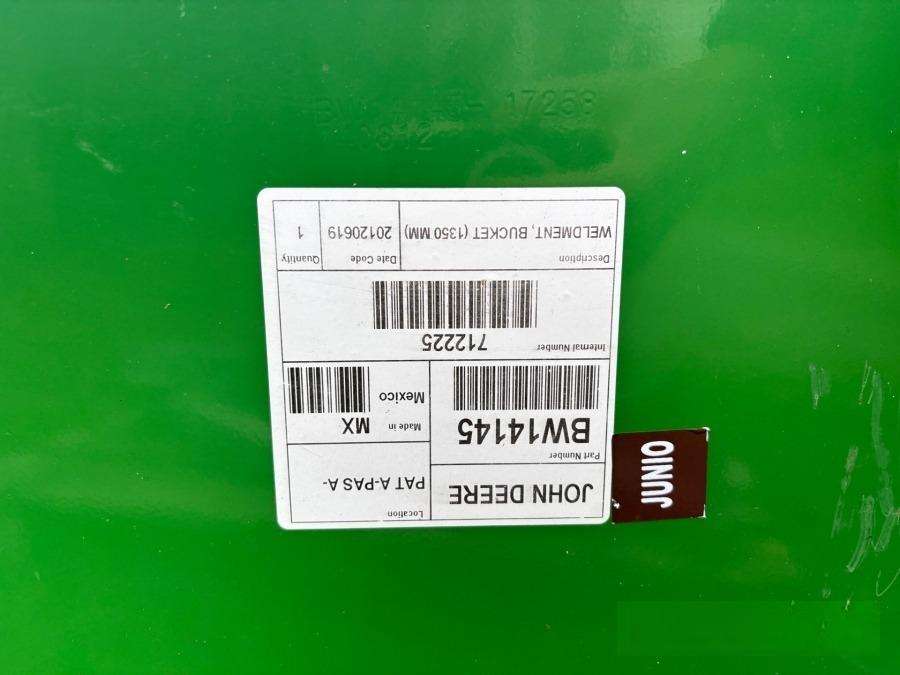 JOHN DEERE
Location
PAT A-PAS A-
Part Number
BW14145
Made in
MX
Mexico
Internal Number
712225
Description
WELDMENT, BUCKET (1350 MM)
Date Code
20120619
Quantity
1
JUNIO
17258